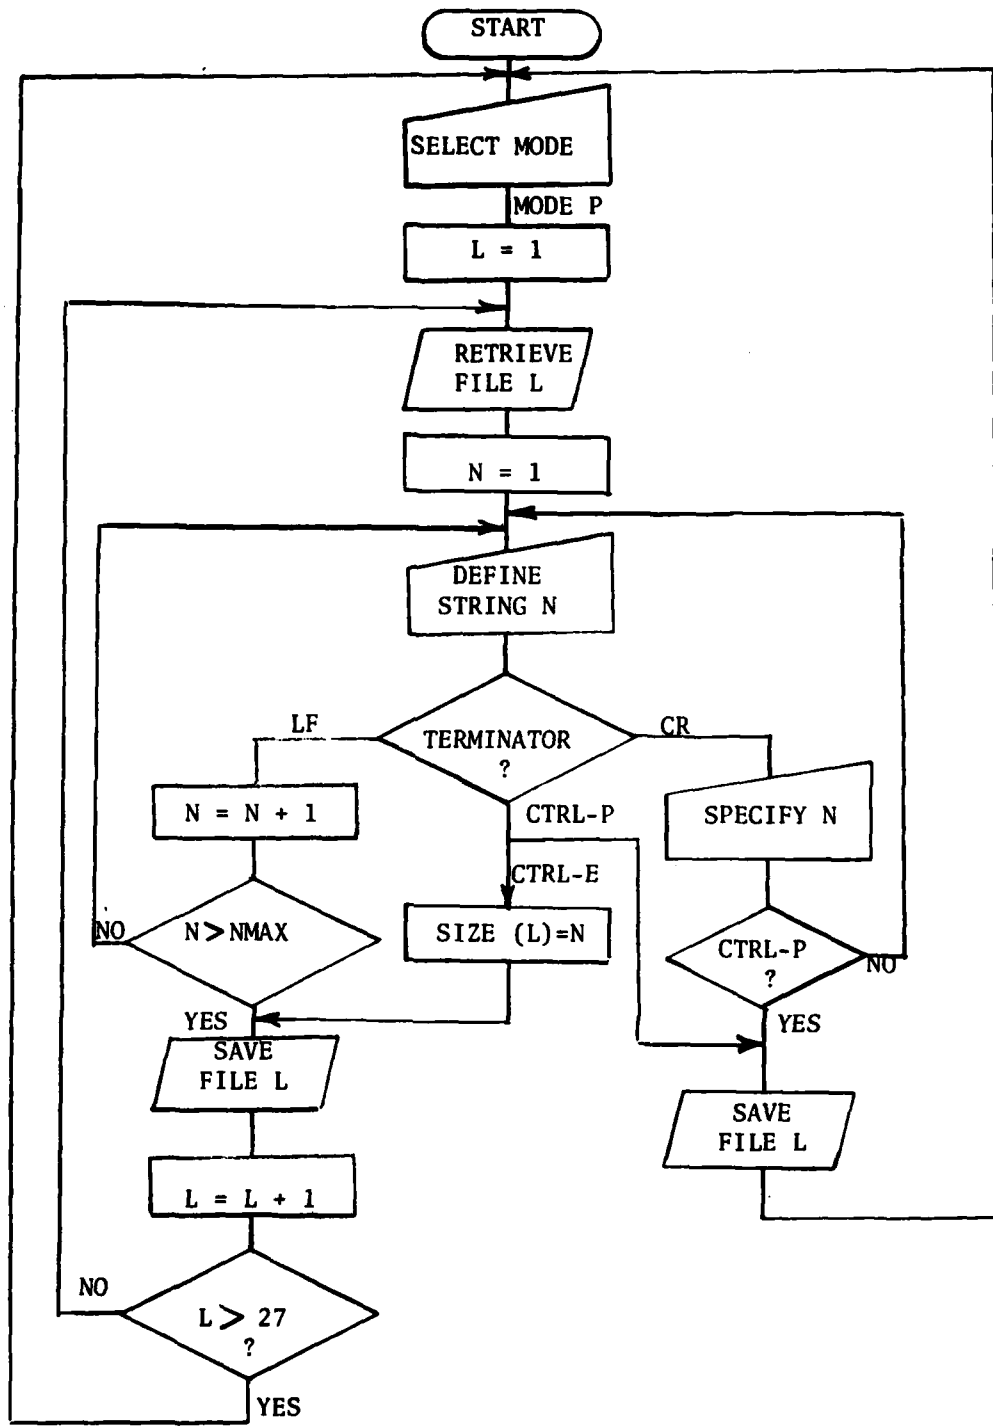 START
SELECT MODE
MODE P
L = 1
RETRIEVE
FILE L
N = 1
DEFINE
STRING N
LF
TERMINATOR
?
CR
N = N + 1
CTRL-P
SPECIFY N
CTRL-E
NO
N > NMAX
SIZE (L)=N
CTRL-P
?
NO
YES
YES
SAVE
FILE L
SAVE
FILE L
L = L + 1
NO
L > 27
?
YES